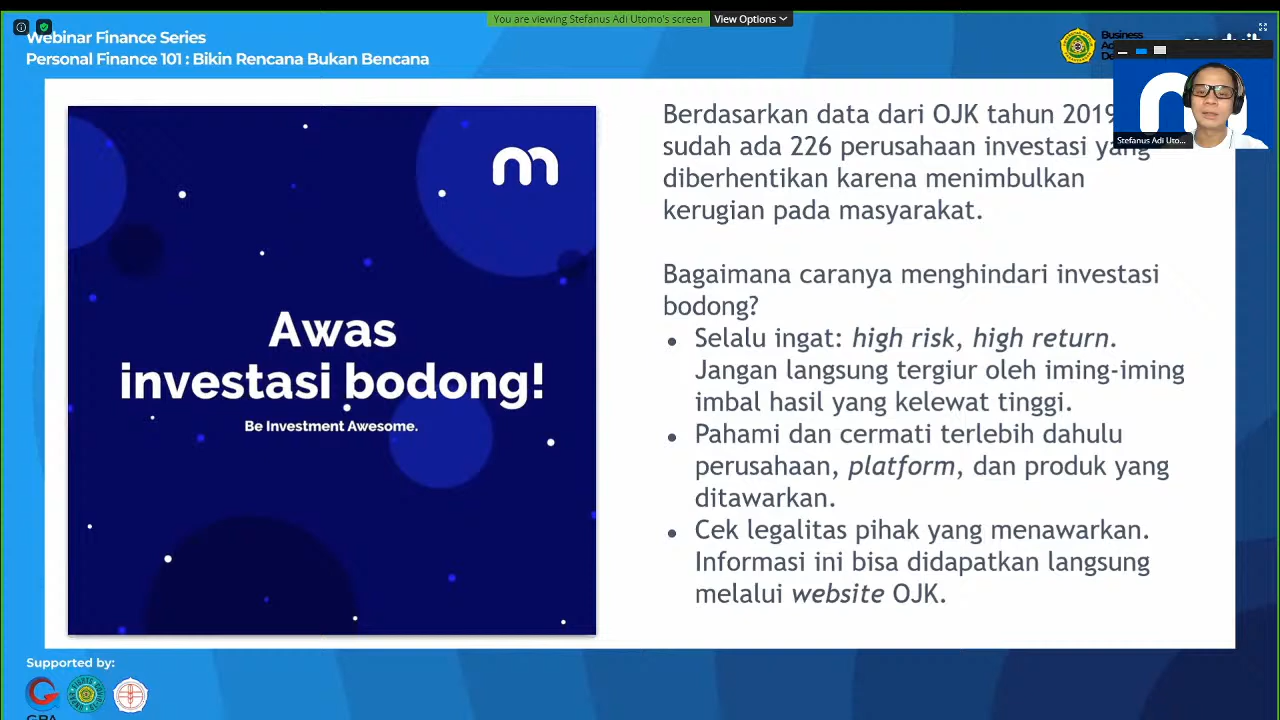 You are viewing Stefanus Adi Utomo's screen
View Options
Webinar Finance Series
Personal Finance 101 : Bikin Rencana Bukan Bencana
Business
Stefanus Adi Uto...
Awas
investasi bodong!
Be Investment Awesome.
Berdasarkan data dari OJK tahun 2019
sudah ada 226 perusahaan investasi yang
diberhentikan karena menimbulkan
kerugian pada masyarakat.
Bagaimana caranya menghindari investasi
bodong?
● Selalu ingat: high risk, high return.
Jangan langsung tergiur oleh iming-iming
imbal hasil yang kelewat tinggi.
● Pahami dan cermati terlebih dahulu
perusahaan, platform, dan produk yang
ditawarkan.
● Cek legalitas pihak yang menawarkan.
Informasi ini bisa didapatkan langsung
melalui website OJK.
Supported by: